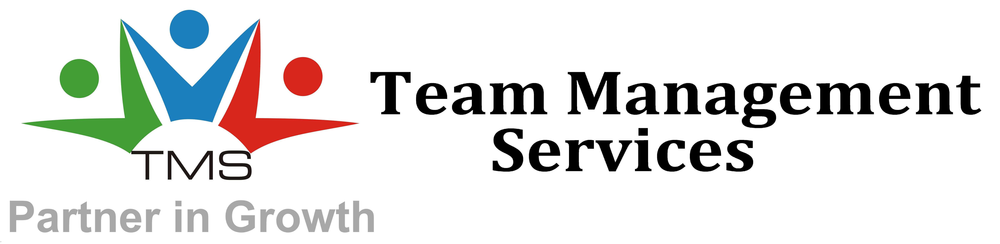 TMS
Partner in Growth
Team Management
Services